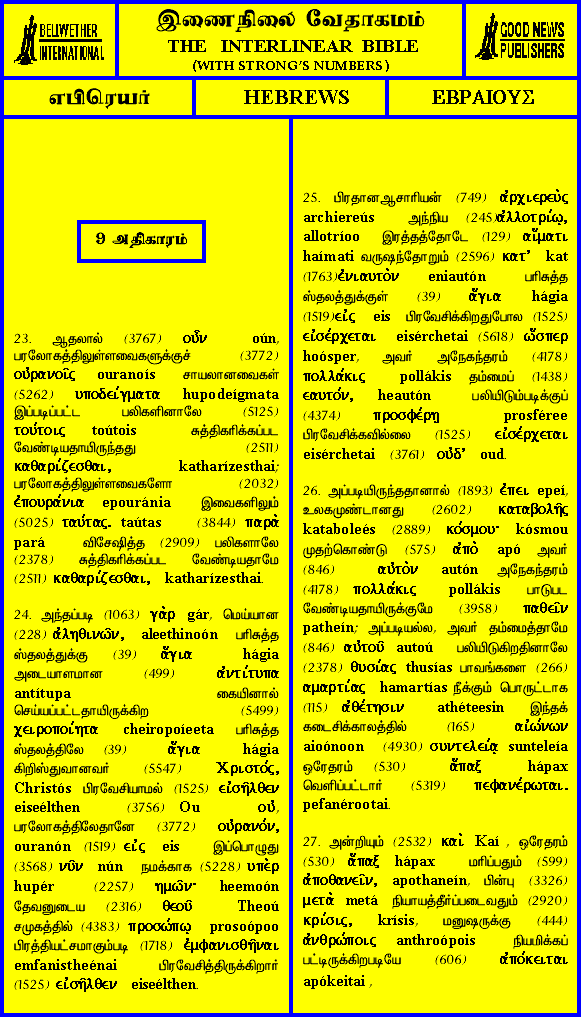 BELLWETHER
INTERNATIONAL
இணைநிலை வேதாகமம்
THE INTERLINEAR BIBLE
(WITH STRONG'S NUMBERS)
GOOD NEWS
PUBLISHERS
எபிரெயர்
HEBREWS
ΕΒΡΑΙΟΥΣ
9 அதிகாரம்
23. ஆதலால் (3767) οὖν oún,
பரலோகத்திலுள்ளவைகளுக்குச் (3772)
οὐρανοῖς ouranoís சாயலானவைகள்
(5262) υποδείγματα hupodeígmata
இப்படிப்பட்ட பலிகளினாலே (5125)
τούτοις toútois சுத்திகரிக்கப்பட
வேண்டியதாயிருந்தது (2511)
καθαρίζεσθαι, katharízesthai;
பரலோகத்திலுள்ளவைகளோ (2032)
ἐπουράνια epouránia இவைகளிலும்
(5025) ταύτας. taútas (3844) παρὰ
pará விசேஷித்த (2909) பலிகளாலே
(2378) சுத்திகரிக்கப்பட வேண்டியதாமே
(2511) καθαρίζεσθαι, katharízesthai.
24. அந்தப்படி (1063) γὰρ gár, மெய்யான
(228) ἀληθινῶν, aleethinoón பரிசுத்த
ஸ்தலத்துக்கு (39) ἅγια hágia
அடையாளமான (499) ἀντίτυπα
antítupa கையினால்
செய்யப்பட்டதாயிருக்கிற (5499)
χειροποίητα cheiropoíeeta பரிசுத்த
ஸ்தலத்திலே (39) ἅγια hágia
கிறிஸ்துவானவர் (5547) Χριστός,
Christós பிரவேசியாமல் (1525) εἰσῆλθεν
eiseélthen (3756) Ou οὐ,
பரலோகத்திலேதானே (3772) οὐρανόν,
ouranón (1519) εἰς eis இப்பொழுது
(3568) νῦν nún நமக்காக (5228) υπὲρ
hupér (2257) ημῶν· heemoón
தேவனுடைய (2316) θεοῦ Theoú
சமுகத்தில் (4383) προσώπῳ prosoópoo
பிரத்தியட்சமாகும்படி (1718) ἐμφανισθῆναι
emfanistheénai பிரவேசித்திருக்கிறார்
(1525) εἰσῆλθεν eiseélthen.
25. பிரதானஆசாரியன் (749) ἀρχιερεὺς
archiereús அந்நிய (245)ἀλλοτρίῳ,
allotríoo இரத்தத்தோடே (129) αἵματι
haímati வருஷந்தோறும் (2596) κατ' kat
(1763)ἐνιαυτὸν eniautón பரிசுத்த
ஸ்தலத்துக்குள் (39) ἅγια hágia
(1519)εἰς eis பிரவேசிக்கிறதுபோல (1525)
εἰσέρχεται eisérchetai (5618) ὥσπερ
hoósper, அவர் அநேகந்தரம் (4178)
πολλάκις pollákis தம்மைப் (1438)
εαυτόν, heautón பலியிடும்படிக்குப்
(4374) προσφέρῃ prosféree
பிரவேசிக்கவில்லை (1525) εἰσέρχεται
eisérchetai (3761) οὐδ' oud.
26. அப்படியிருந்ததானால் (1893) ἐπει epeí,
உலகமுண்டானது (2602) καταβολῆς
kataboleés (2889) κόσμου· kósmou
முதற்கொண்டு (575) ἀπὸ apó அவர்
(846) αὐτὸν autón அநேகந்தரம்
(4178) πολλάκις pollákis பாடுபட
வேண்டியதாயிருக்குமே (3958) παθεῖν
patheín; அப்படியல்ல, அவர் தம்மைத்தாமே
(846) αὐτοῦ autoú பலியிடுகிறதினாலே
(2378) θυσίας thusías பாவங்களை (266)
αμαρτίας hamartías நீக்கும் பொருட்டாக
(115) ἀθέτησιν athéteesin இந்தக்
கடைசிக்காலத்தில் (165) αἰώνων
aioónoon (4930) συντελείᾳ sunteleía
ஒரேதரம் (530) ἅπαξ hápax
வெளிப்பட்டார் (5319) πεφανέρωται.
pefanérootai.
27. அன்றியும் (2532) καὶ Kaí , ஒரேதரம்
(530) ἅπαξ hápax மரிப்பதும் (599)
ἀποθανεῖν, apothaneín, பின்பு (3326)
μετὰ metá நியாயத்தீர்ப்படைவதும் (2920)
κρίσις, krísis, மனுஷருக்கு (444)
ἀνθρώποις anthroópois நியமிக்கப்
பட்டிருக்கிறபடியே (606) ἀπόκειται
apókeitai ,